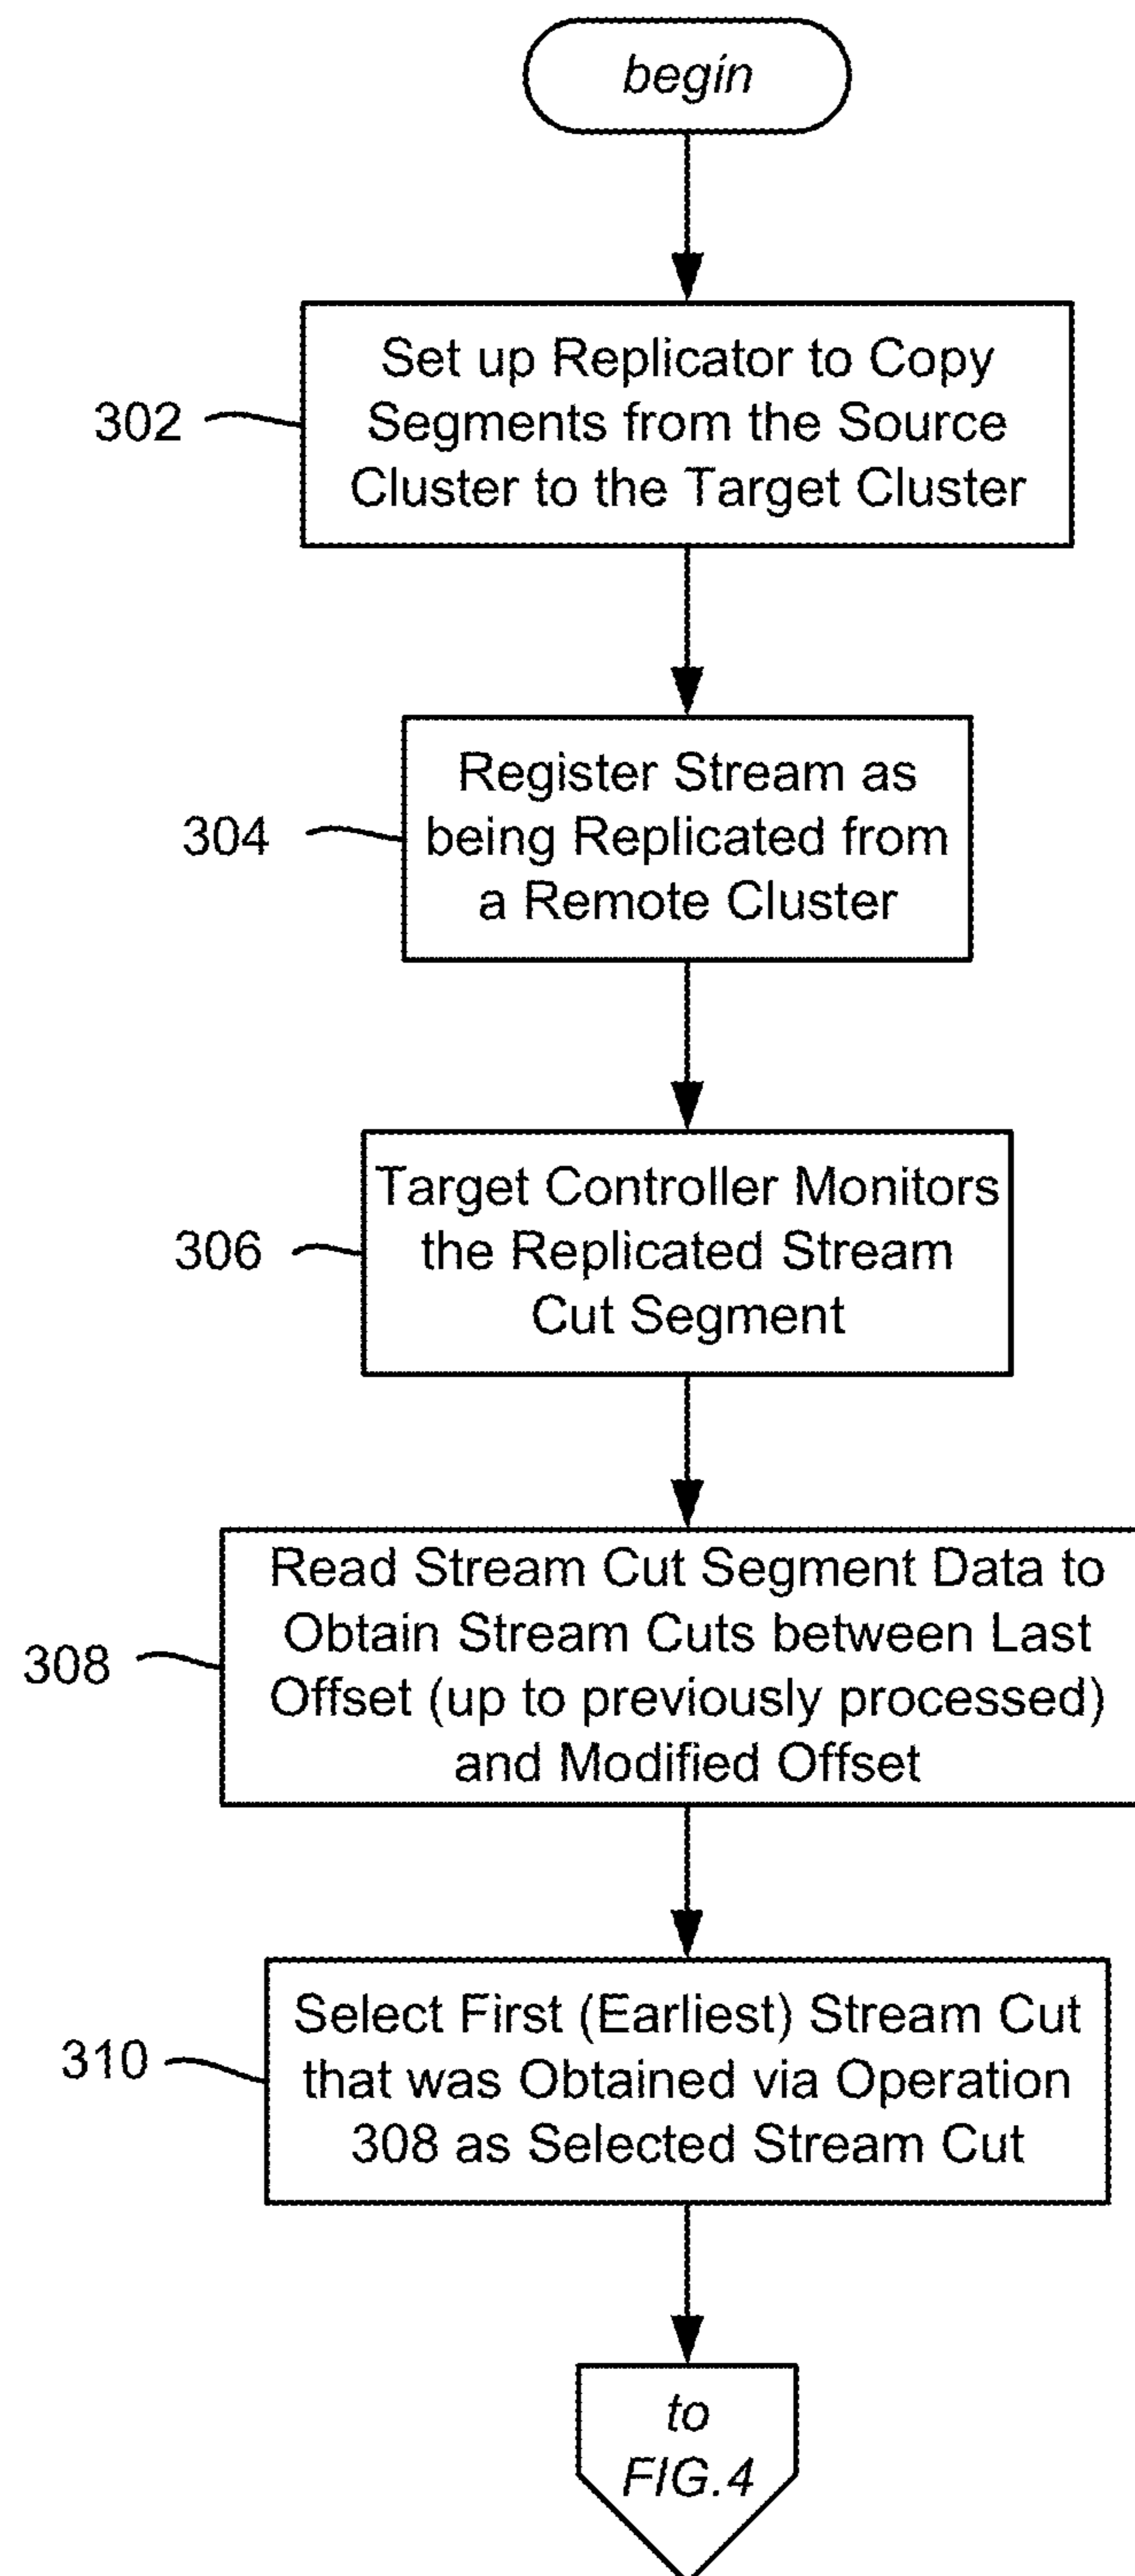 begin
302
Set up Replicator to Copy
Segments from the Source
Cluster to the Target Cluster
304
Register Stream as
being Replicated from
a Remote Cluster
306
Target Controller Monitors
the Replicated Stream
Cut Segment
308
Read Stream Cut Segment Data to
Obtain Stream Cuts between Last
Offset (up to previously processed)
and Modified Offset
310
Select First (Earliest) Stream Cut
that was Obtained via Operation
308 as Selected Stream Cut
to
FIG.4